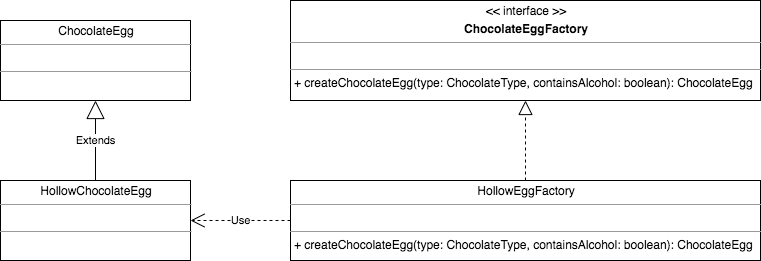 ChocolateEgg
<< interface >>
ChocolateEggFactory
+ createChocolateEgg(type: ChocolateType, containsAlcohol: boolean): ChocolateEgg
Extends
HollowChocolateEgg
HollowEggFactory
Use
+ createChocolateEgg(type: ChocolateType, containsAlcohol: boolean): ChocolateEgg